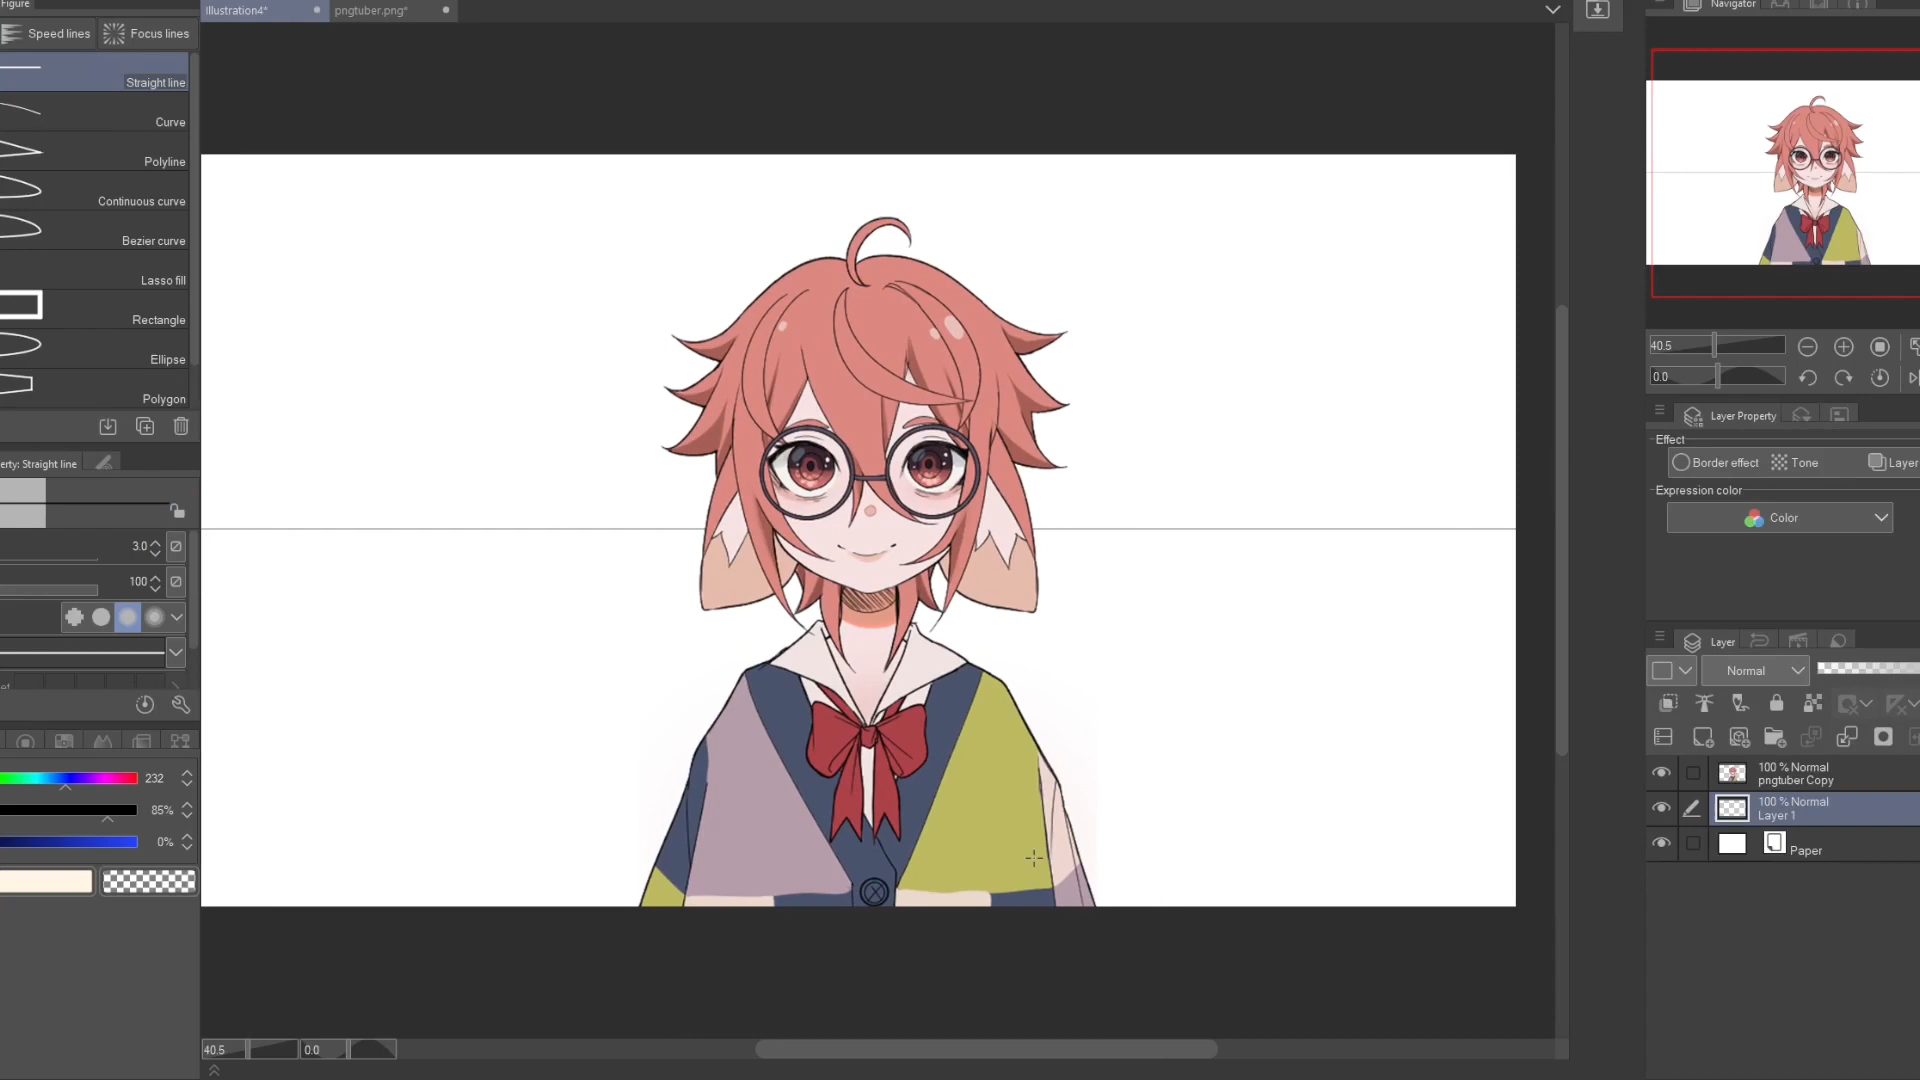 Figure
Illustration4*
pngtuber.png*
Navigator
Speed lines
Focus lines
Straight line
Curve
Polyline
Continuous curve
Bezier curve
Lasso fill
Rectangle
Ellipse
Polygon
40.5
0.0
Layer Property
Effect
Border effect
Tone
Layer
Expression color
Color
erty: Straight line
3.0
100
232
85%
0%
Layer
Normal
100 % Normal
pngtuber Copy
100 % Normal
Layer 1
Paper
40.5
0.0